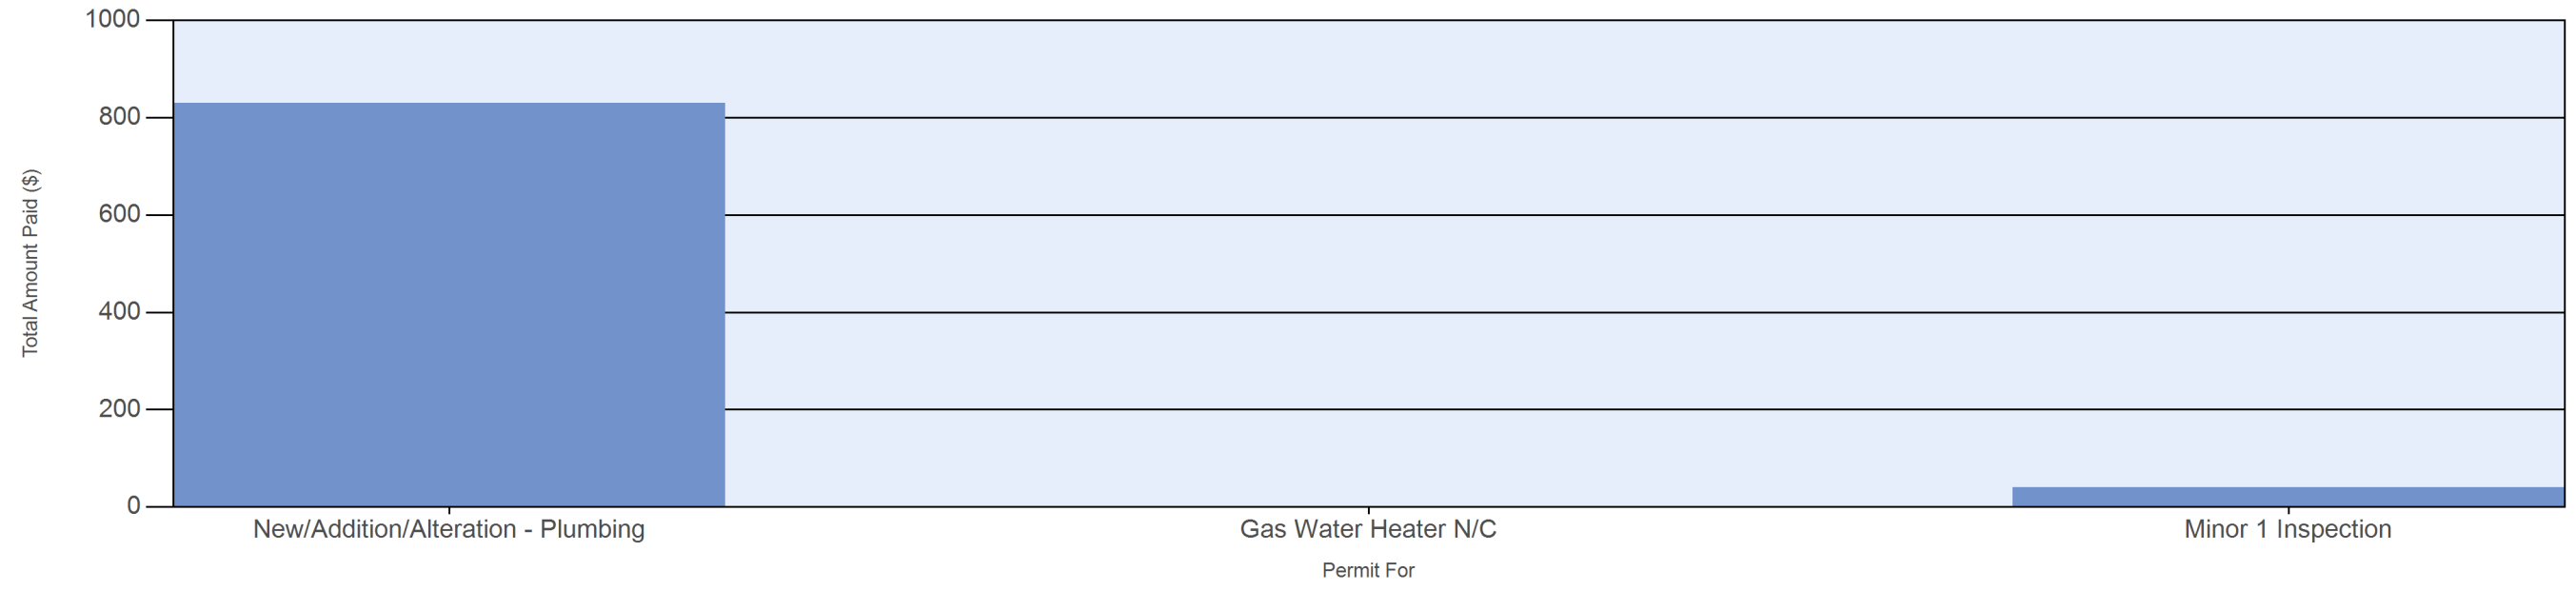 1000
800
600
400
200
0
Total Amount Paid ($)
New/Addition/Alteration - Plumbing
Gas Water Heater N/C
Minor 1 Inspection
Permit For